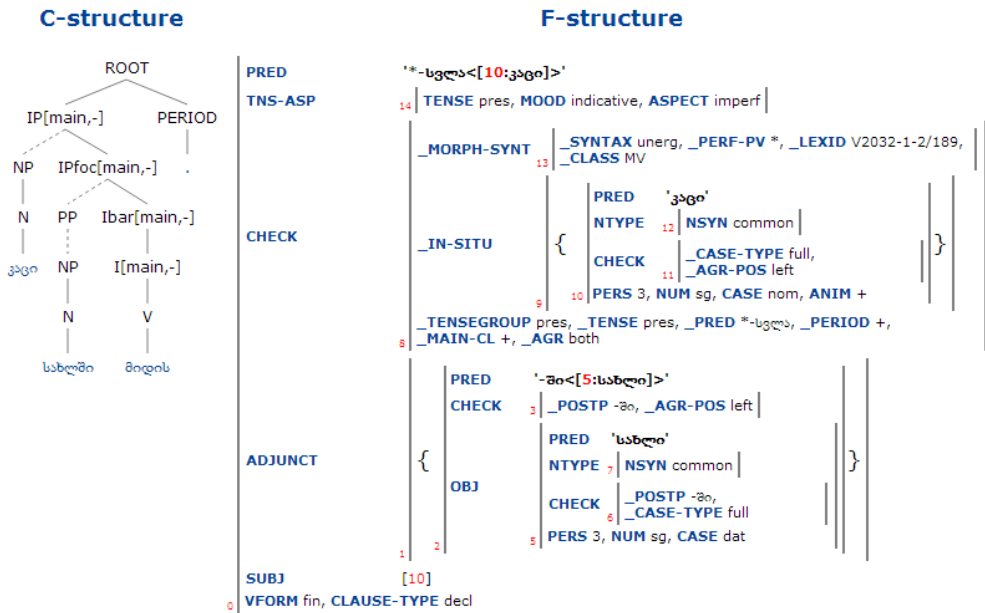 C-structure
F-structure
ROOT
IP[main,-] PERIOD
NP IPfoc[main,-] .
N PP Ibar[main,-]
კაცი NP I[main,-]
N V
სახლში მიდის
PRED '*-სვლა<[10:კაცი]>'
TNS-ASP 14 TENSE pres, MOOD indicative, ASPECT imperf
CHECK
_MORPH-SYNT 13 _SYNTAX unerg, _PERF-PV *, _LEXID V2032-1-2/189,
_CLASS MV
_IN-SITU 9 {
PRED 'კაცი'
NTYPE 12 NSYN common
CHECK 11 _CASE-TYPE full,
_AGR-POS left
10 PERS 3, NUM sg, CASE nom, ANIM +
}
8 _TENSEGROUP pres, _TENSE pres, _PRED *-სვლა, _PERIOD +,
_MAIN-CL +, _AGR both
ADJUNCT 1 {
PRED '-ში<[5:სახლი]>'
CHECK 3 _POSTP -ში, _AGR-POS left
2 OBJ
PRED 'სახლი'
NTYPE 7 NSYN common
CHECK 6 _POSTP -ში,
_CASE-TYPE full
5 PERS 3, NUM sg, CASE dat
}
SUBJ [10]
0 VFORM fin, CLAUSE-TYPE decl